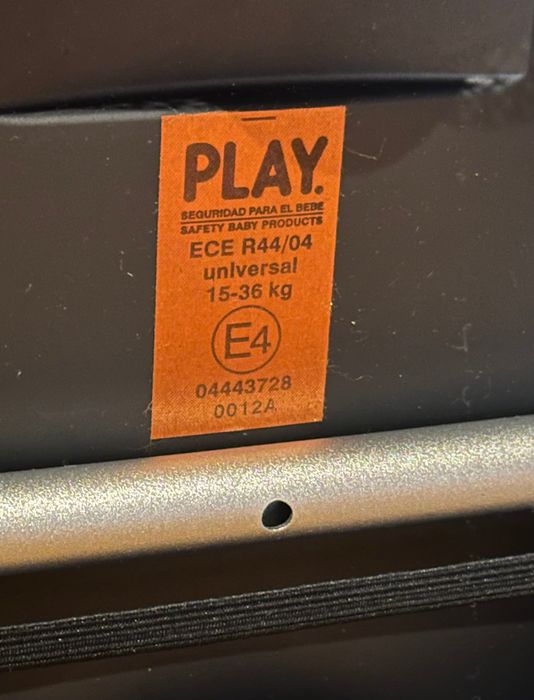 PLAY.
SEGURIDAD PARA EL BEBE
SAFETY BABY PRODUCTS
ECE R44/04
universal
15-36 kg
E4
04443728
0012A